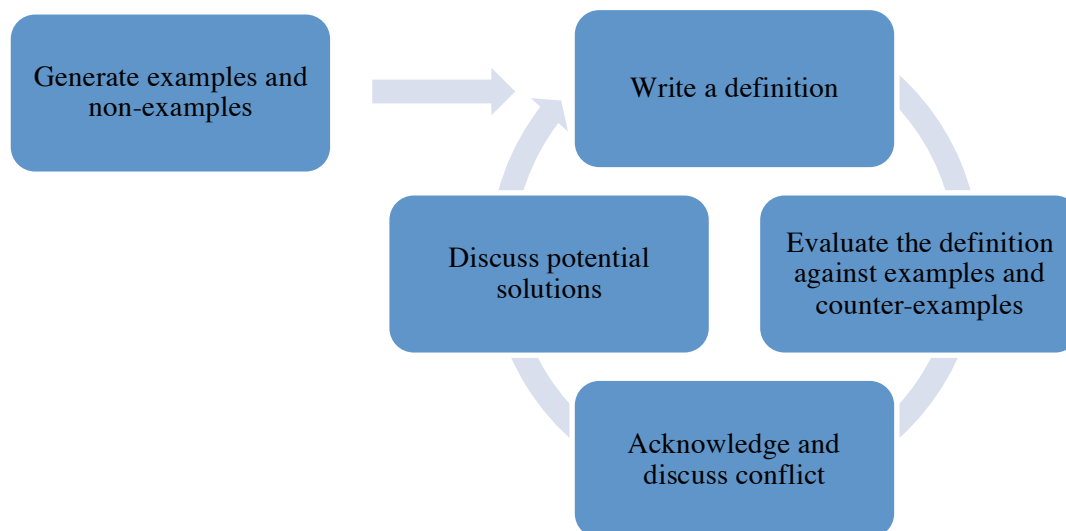 Generate examples and
non-examples
Write a definition
Evaluate the definition
against examples and
counter-examples
Acknowledge and
discuss conflict
Discuss potential
solutions